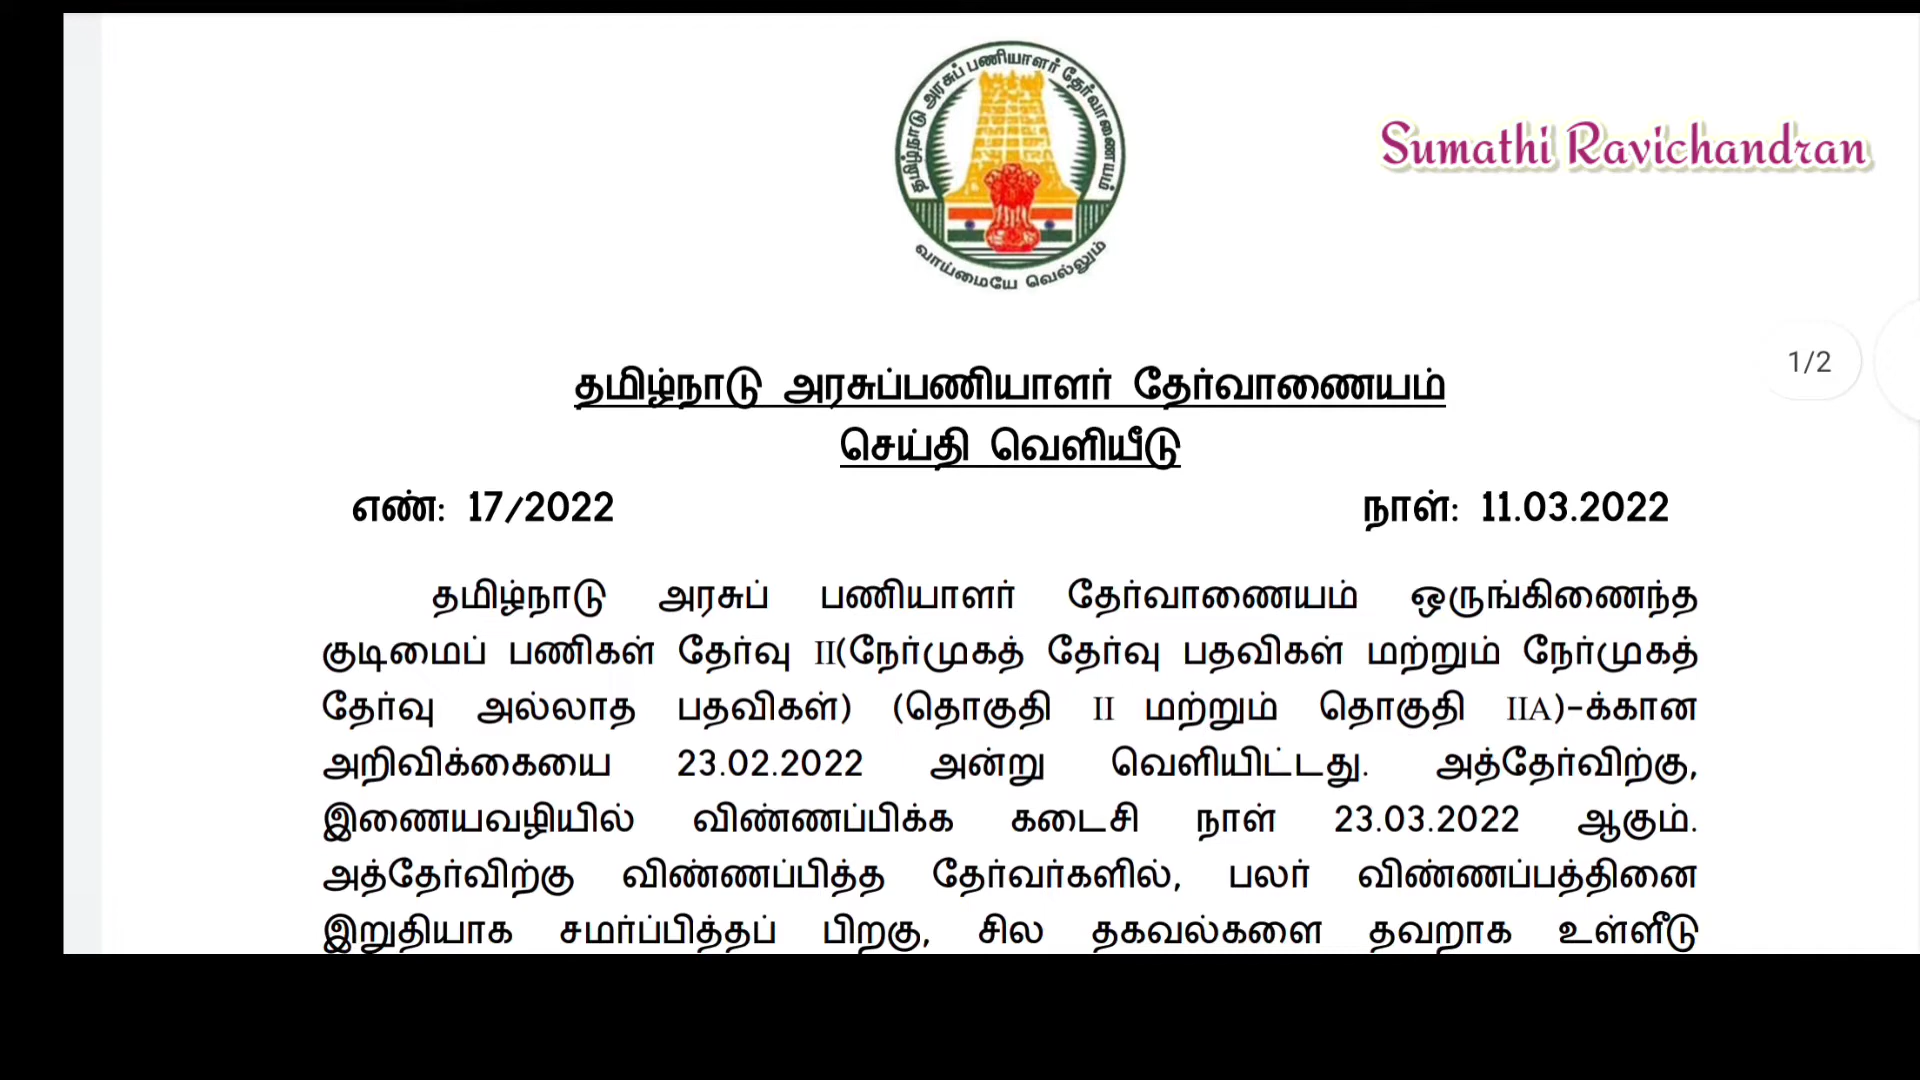 தமிழ்நாடு அரசுப் பணியாளர் தேர்வாணையம்
வாய்மையே வெல்லும்
Sumathi Ravichandran
1/2
தமிழ்நாடு அரசுப்பணியாளர் தேர்வாணையம்
செய்தி வெளியீடு
எண்: 17/2022 நாள்: 11.03.2022
தமிழ்நாடு அரசுப் பணியாளர் தேர்வாணையம் ஒருங்கிணைந்த
குடிமைப் பணிகள் தேர்வு II(நேர்முகத் தேர்வு பதவிகள் மற்றும் நேர்முகத்
தேர்வு அல்லாத பதவிகள்) (தொகுதி II மற்றும் தொகுதி IIA)-க்கான
அறிவிக்கையை 23.02.2022 அன்று வெளியிட்டது. அத்தேர்விற்கு,
இணையவழியில் விண்ணப்பிக்க கடைசி நாள் 23.03.2022 ஆகும்.
அத்தேர்விற்கு விண்ணப்பித்த தேர்வர்களில், பலர் விண்ணப்பத்தினை
இறுதியாக சமர்ப்பித்தப் பிறகு, சில தகவல்களை தவறாக உள்ளீடு